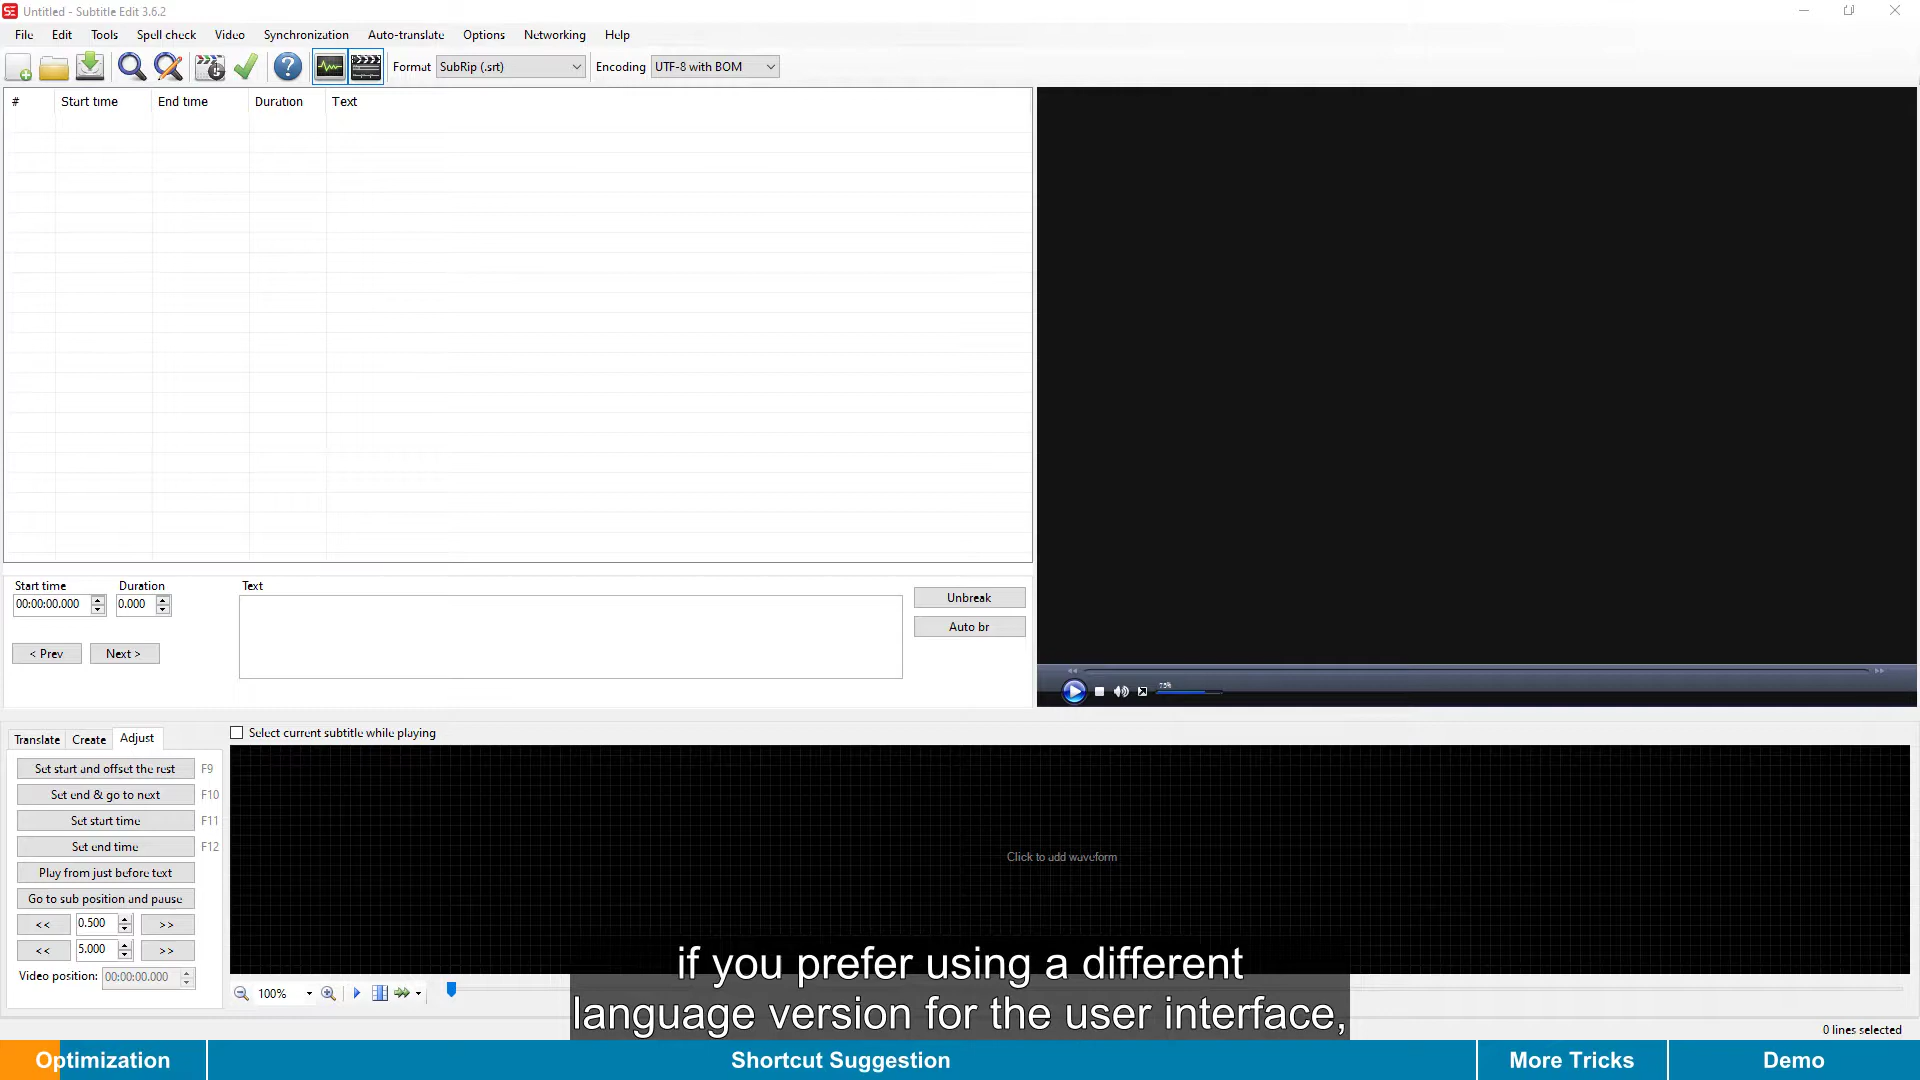 Untitled - Subtitle Edit 3.6.2
File Edit Tools Spell check Video Synchronization Auto-translate Options Networking Help
Format SubRip (.srt) Encoding UTF-8 with BOM
# Start time End time Duration Text
Start time Duration Text
00:00:00.000 0.000
Unbreak
Auto br
< Prev Next >
75%
Translate Create Adjust
Select current subtitle while playing
Set start and offset the rest F9
Set end & go to next F10
Set start time F11
Set end time F12
Play from just before text
Go to sub position and pause
<< 0.500 >>
<< 5.000 >>
Video position: 00:00:00.000
Click to add waveform
100%
if you prefer using a different
language version for the user interface,
0 lines selected
Optimization Shortcut Suggestion More Tricks Demo